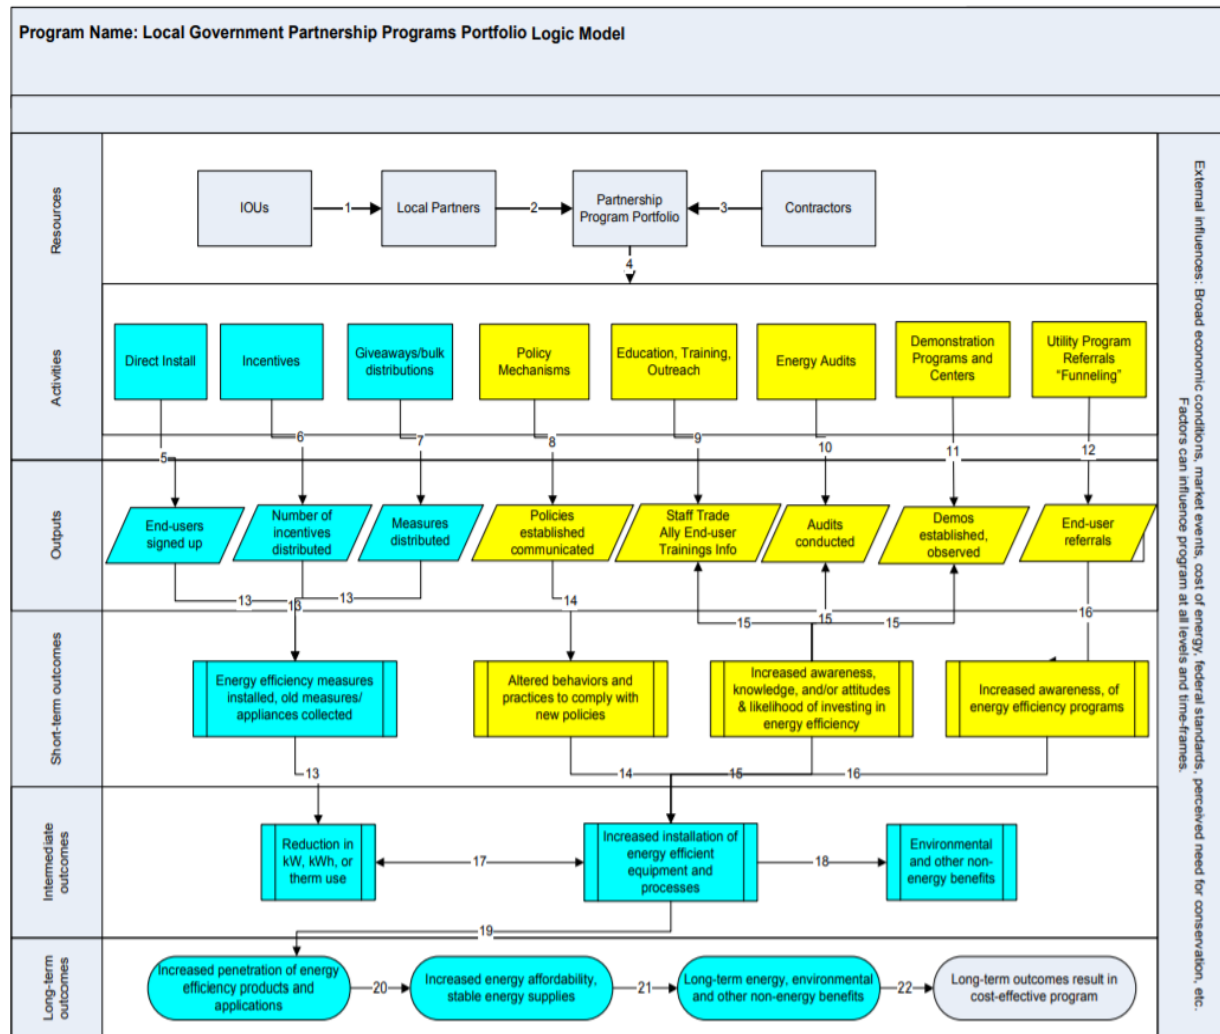 Program Name: Local Government Partnership Programs Portfolio Logic Model
Resources
IOUs
1
Local Partners
2
Partnership
Program Portfolio
3
Contractors
4
Activities
Direct Install
Incentives
Giveaways/bulk
distributions
Policy
Mechanisms
Education, Training,
Outreach
Energy Audits
Demonstration
Programs and
Centers
Utility Program
Referrals
“Funneling”
5
6
7
8
9
10
11
12
Outputs
End-users
signed up
Number of
incentives
distributed
Measures
distributed
Policies
established
communicated
Staff Trade
Ally End-user
Trainings Info
Audits
conducted
Demos
established,
observed
End-user
referrals
13
13
13
14
15
15
15
16
Short-term outcomes
Energy efficiency measures
installed, old measures/
appliances collected
Altered behaviors and
practices to comply with
new policies
Increased awareness,
knowledge, and/or attitudes
& likelihood of investing in
energy efficiency
Increased awareness, of
energy efficiency programs
13
14
15
16
Intermediate
outcomes
Reduction in
kW, kWh, or
therm use
17
Increased installation of
energy efficient
equipment and
processes
18
Environmental
and other non-
energy benefits
19
Long-term
outcomes
Increased penetration of energy
efficiency products and
applications
20
Increased energy affordability,
stable energy supplies
21
Long-term energy, environmental
and other non-energy benefits
22
Long-term outcomes result in
cost-effective program
External influences: Broad economic conditions, market events, cost of energy, federal standards, perceived need for conservation, etc.
Factors can influence program at all levels and time-frames.